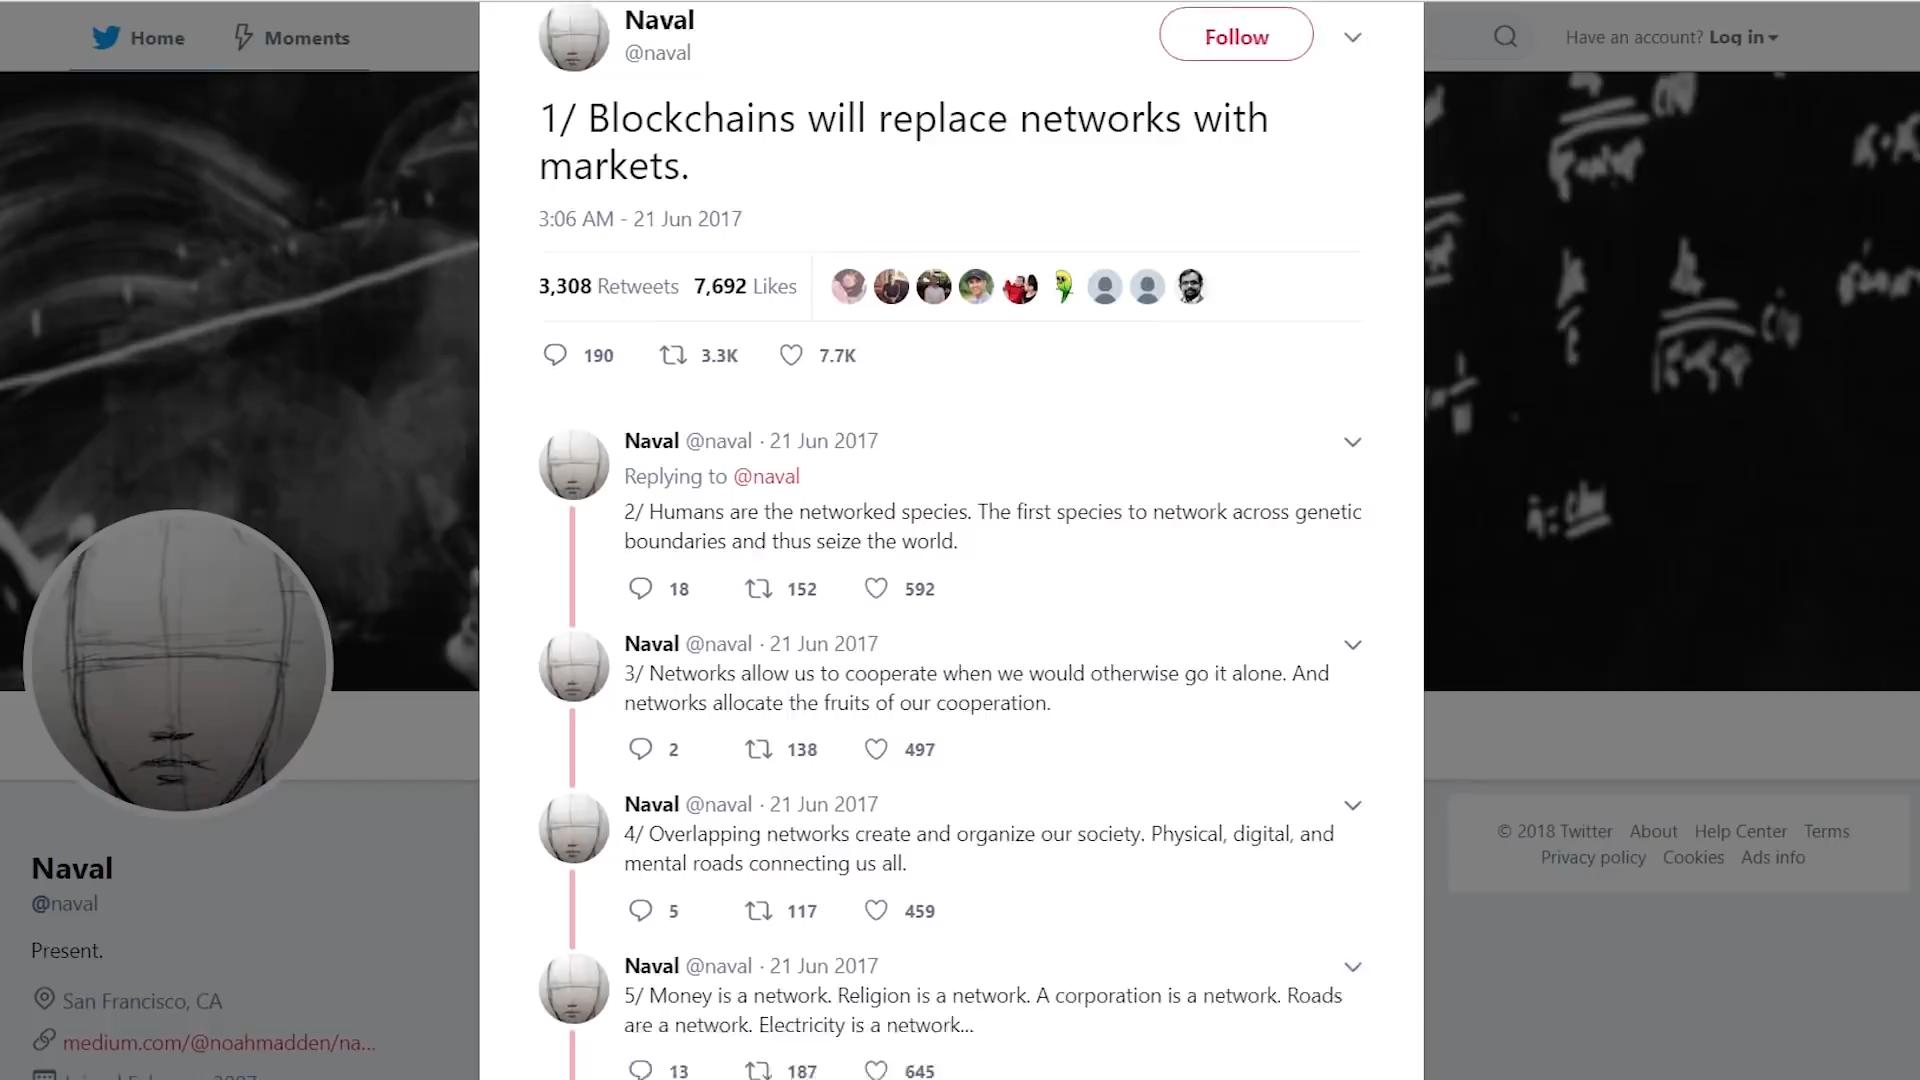 Home Moments
Have an account? Log in
Naval
@naval
Follow
1/ Blockchains will replace networks with
markets.
3:06 AM - 21 Jun 2017
3,308 Retweets 7,692 Likes
190 3.3K 7.7K
Naval @naval · 21 Jun 2017
Replying to @naval
2/ Humans are the networked species. The first species to network across genetic
boundaries and thus seize the world.
18 152 592
Naval @naval · 21 Jun 2017
3/ Networks allow us to cooperate when we would otherwise go it alone. And
networks allocate the fruits of our cooperation.
2 138 497
Naval @naval · 21 Jun 2017
4/ Overlapping networks create and organize our society. Physical, digital, and
mental roads connecting us all.
5 117 459
Naval @naval · 21 Jun 2017
5/ Money is a network. Religion is a network. A corporation is a network. Roads
are a network. Electricity is a network...
13 187 645
Naval
@naval
Present.
San Francisco, CA
medium.com/@noahmadden/na...
© 2018 Twitter About Help Center Terms
Privacy policy Cookies Ads info